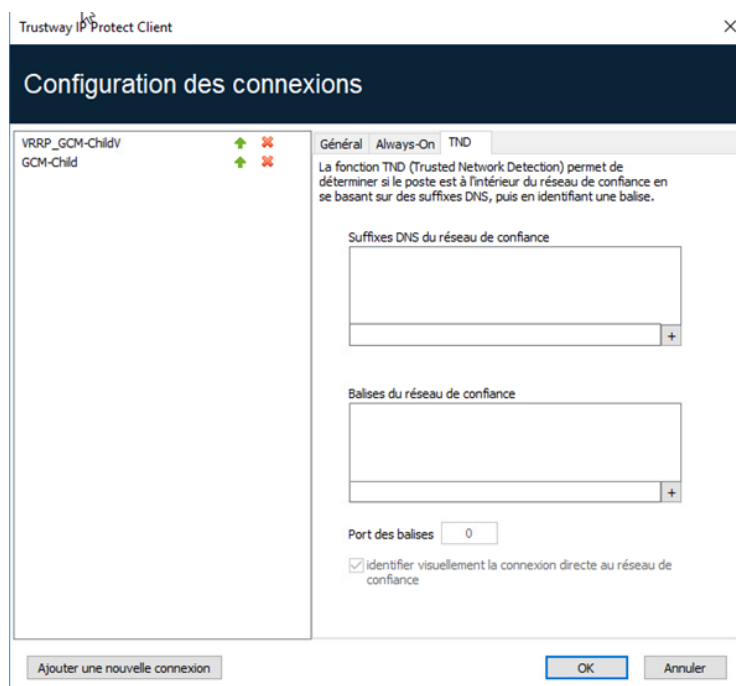 Trustway IP Protect Client
Configuration des connexions
VRRP_GCM-ChildV
GCM-Child
Général Always-On TND
La fonction TND (Trusted Network Detection) permet de
déterminer si le poste est à l'intérieur du réseau de confiance en
se basant sur des suffixes DNS, puis en identifiant une balise.
Suffixes DNS du réseau de confiance
+
Balises du réseau de confiance
+
Port des balises 0
identifier visuellement la connexion directe au réseau de
confiance
Ajouter une nouvelle connexion OK Annuler